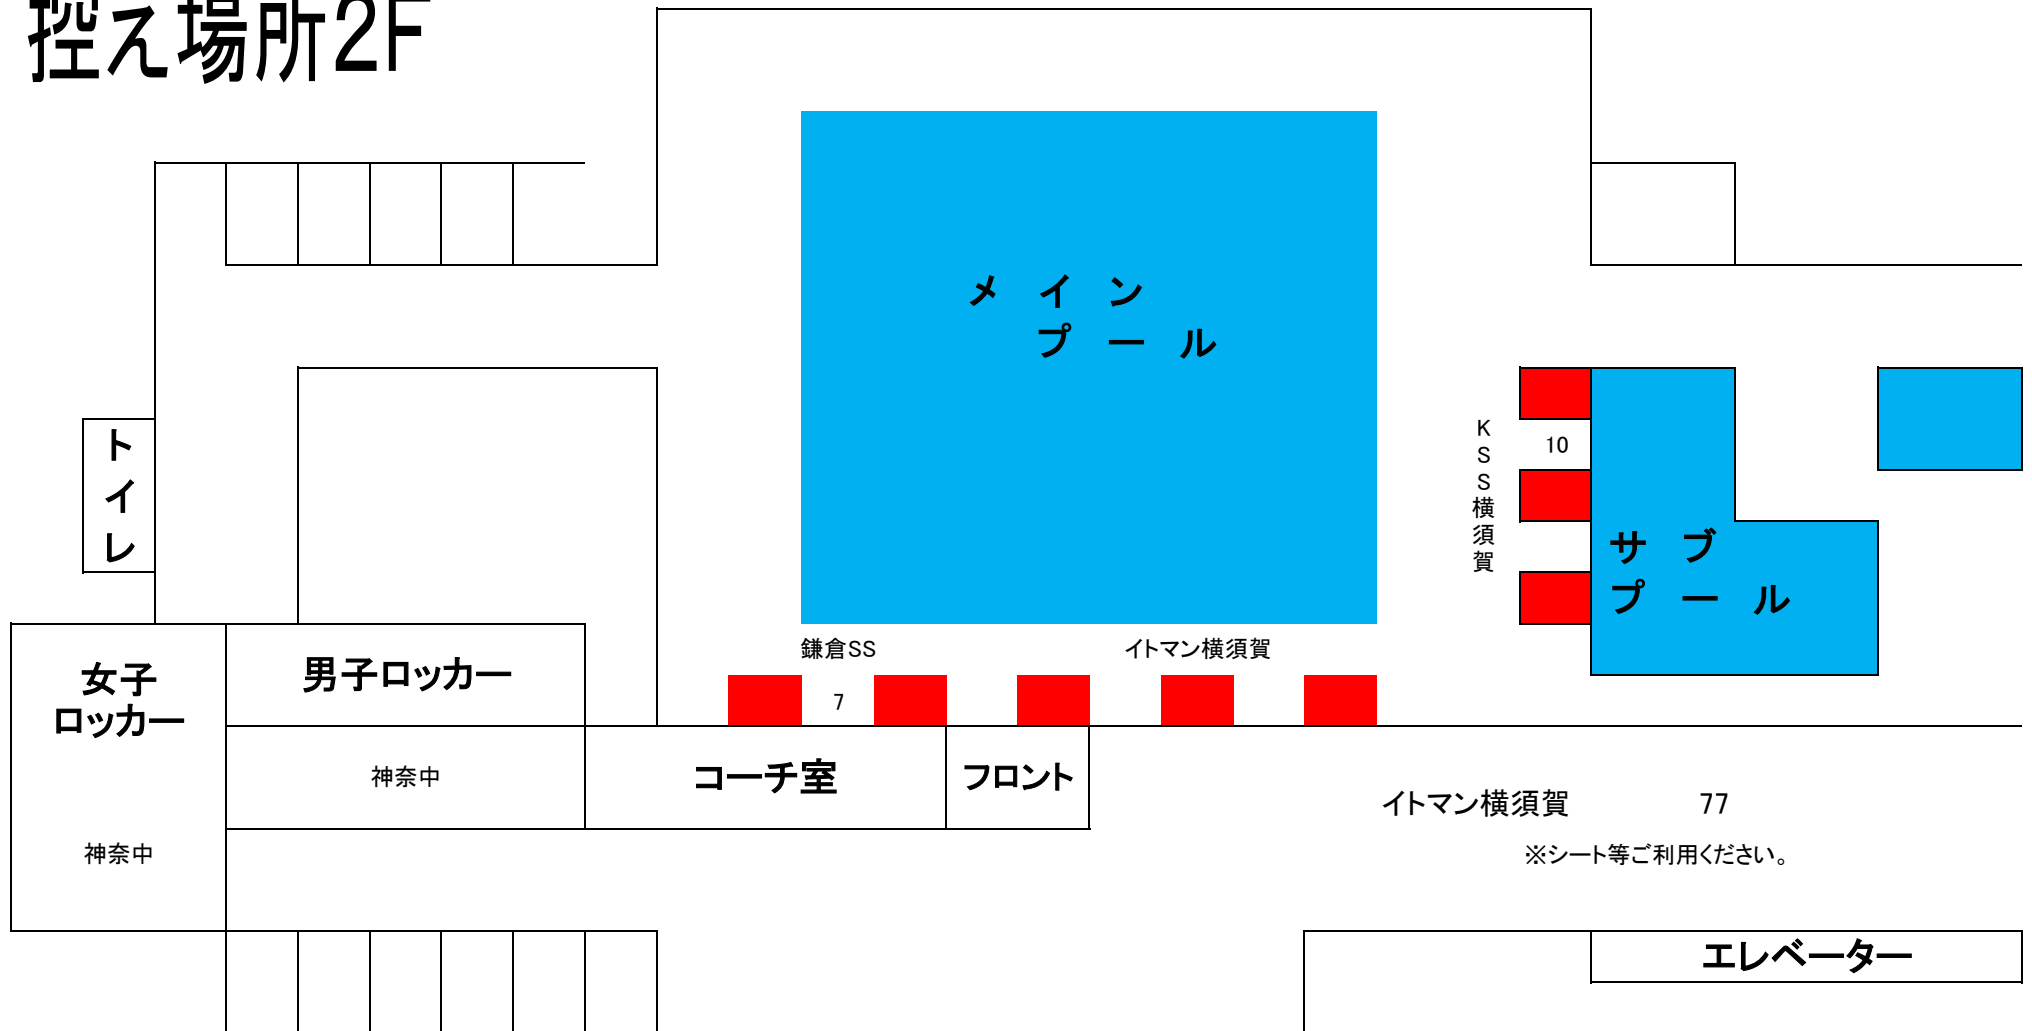 控え場所2F
メイン
プール
KSS横須賀
10
トイレ
サブ
プール
鎌倉SS
イトマン横須賀
女子
ロッカー
男子ロッカー
7
神奈中
コーチ室
フロント
イトマン横須賀 77
神奈中
※シート等ご利用ください。
エレベーター